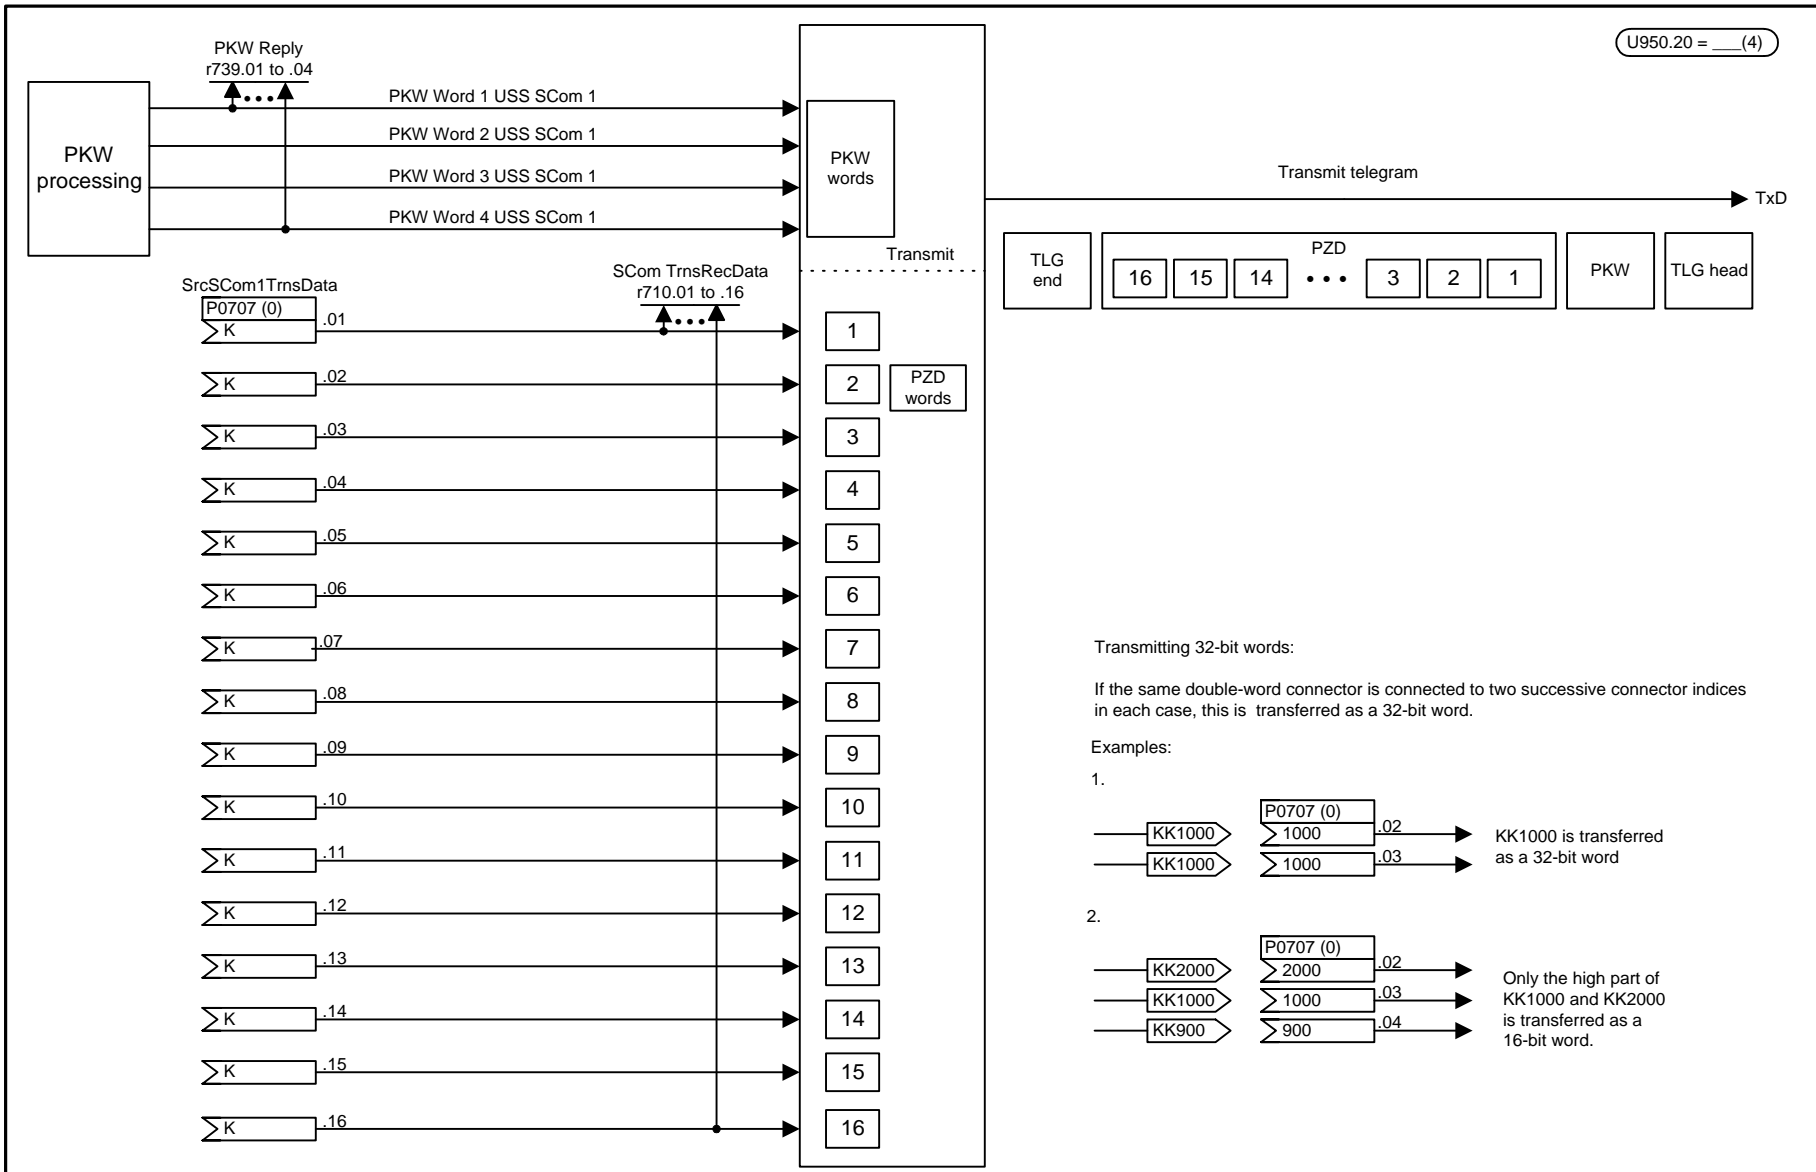 U950.20 = ___(4)
PKW Reply
r739.01 to .04
PKW
processing
PKW Word 1 USS SCom 1
PKW Word 2 USS SCom 1
PKW Word 3 USS SCom 1
PKW Word 4 USS SCom 1
PKW
words
Transmit
Transmit telegram
TxD
TLG
end
PZD
16 15 14 ••• 3 2 1
PKW
TLG head
SrcSCom1TrnsData
P0707 (0)
SCom TrnsRecData
r710.01 to .16
K .01 1
K .02 2
PZD
words
K .03 3
K .04 4
K .05 5
K .06 6
K .07 7
K .08 8
K .09 9
K .10 10
K .11 11
K .12 12
K .13 13
K .14 14
K .15 15
K .16 16
Transmitting 32-bit words:
If the same double-word connector is connected to two successive connector indices
in each case, this is transferred as a 32-bit word.
Examples:
1.
P0707 (0)
KK1000 1000 .02
KK1000 1000 .03
KK1000 is transferred
as a 32-bit word
2.
P0707 (0)
KK2000 2000 .02
KK1000 1000 .03
KK900 900 .04
Only the high part of
KK1000 and KK2000
is transferred as a
16-bit word.